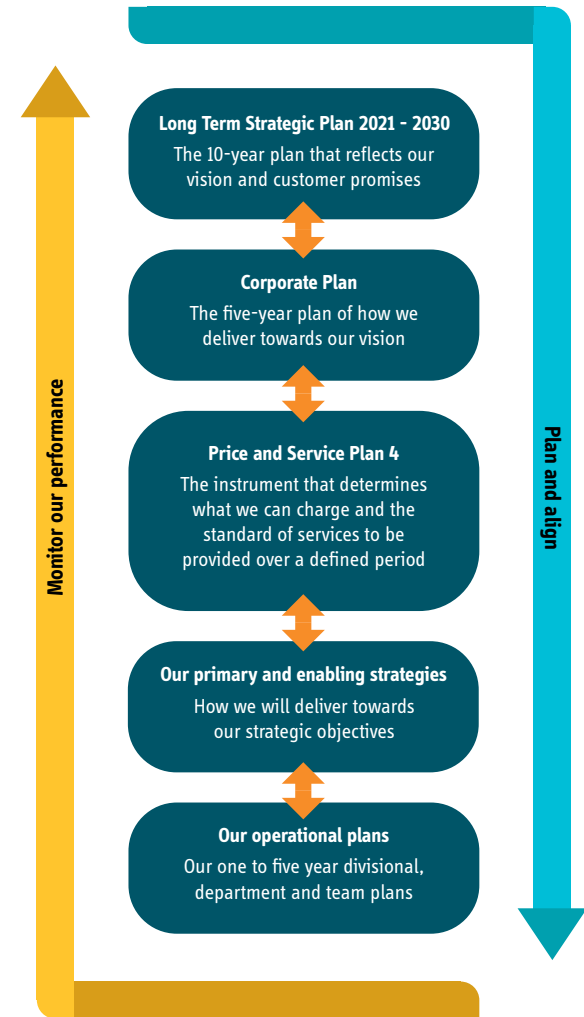 Long Term Strategic Plan 2021 - 2030
The 10-year plan that reflects our
vision and customer promises
Corporate Plan
The five-year plan of how we
deliver towards our vision
Price and Service Plan 4
The instrument that determines
what we can charge and the
standard of services to be
provided over a defined period
Our primary and enabling strategies
How we will deliver towards
our strategic objectives
Our operational plans
Our one to five year divisional,
department and team plans
Monitor our performance
Plan and align